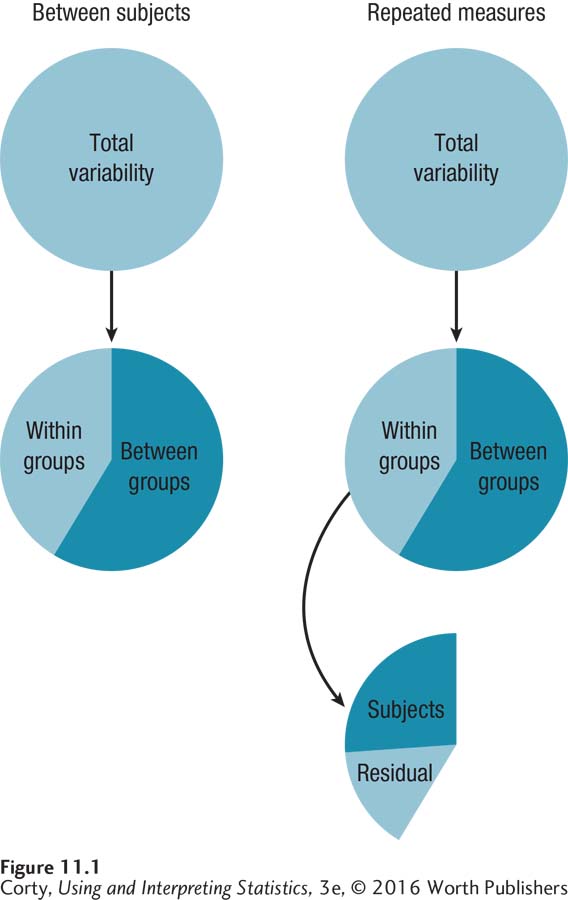 Between subjects
Repeated measures
Total
variability
Total
variability
Within
groups
Between
groups
Within
groups
Between
groups
Subjects
Residual
Figure 11.1
Corty, Using and Interpreting Statistics, 3e, © 2016 Worth Publishers